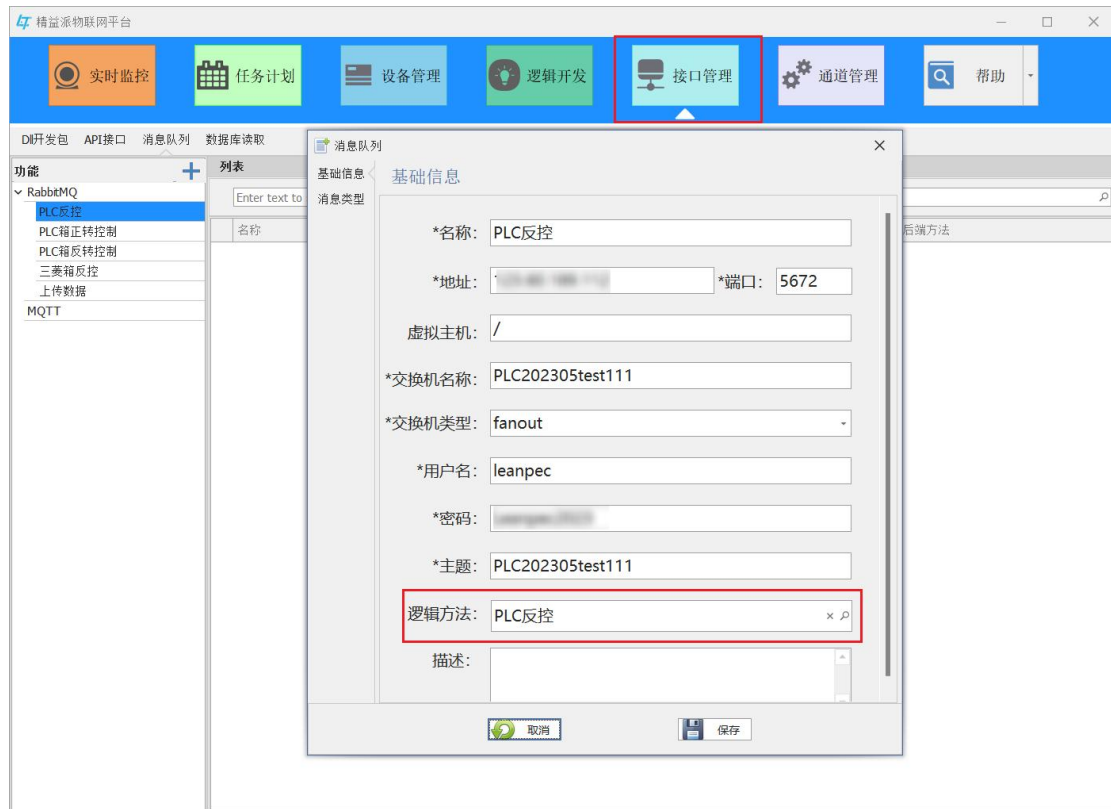 精益派物联网平台
实时监控 任务计划 设备管理 逻辑开发 接口管理 通道管理 帮助
Dll开发包 API接口 消息队列 数据库读取
功能
RabbitMQ
PLC反控
PLC箱正转控制
PLC箱反转控制
三菱箱反控
上传数据
MQTT
列表
Enter text to
名称
后端方法
消息队列
基础信息
消息类型
基础信息
*名称: PLC反控
*地址: *端口: 5672
虚拟主机: /
*交换机名称: PLC202305test111
*交换机类型: fanout
*用户名: leanpec
*密码:
*主题: PLC202305test111
逻辑方法: PLC反控
描述:
取消 保存